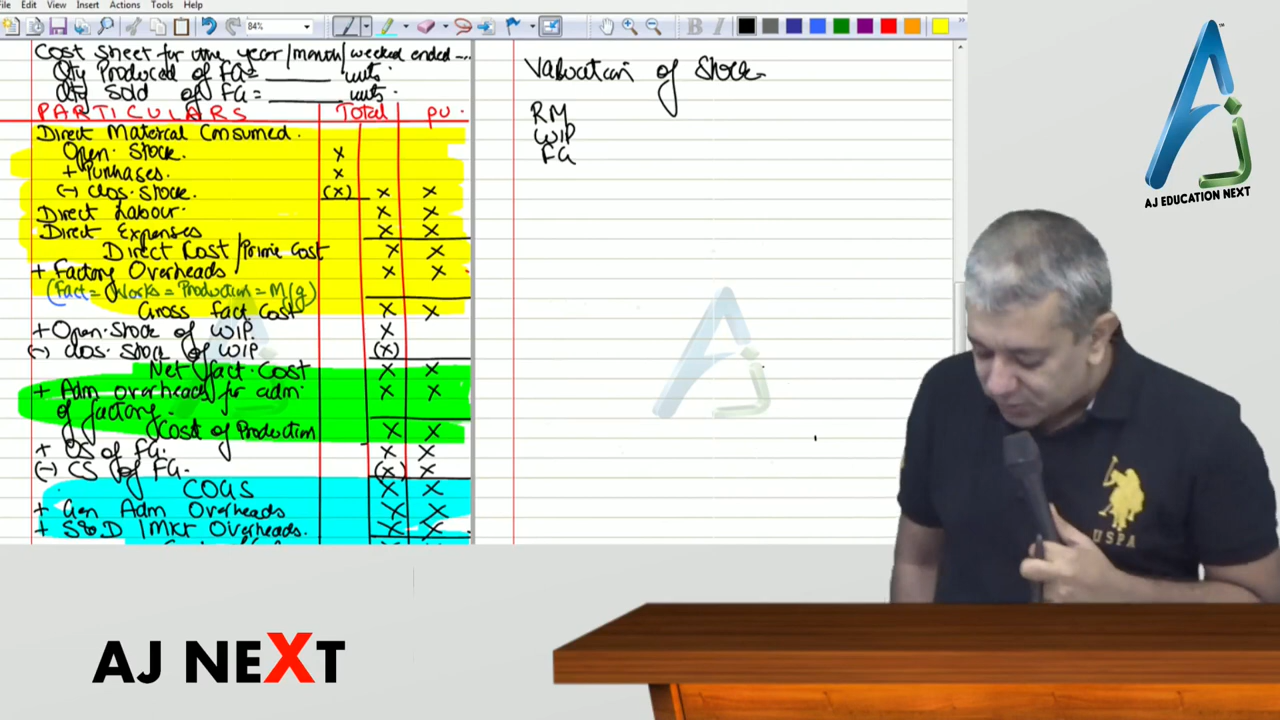 File Edit View Insert Actions Tools Help
84%
B I
Cost sheet for the year/month/weeked ended ---
Qty Produced of FG = ______ units.
Qty Sold of FG = ______ units.
PARTICULARS Total pu.
Direct Material Consumed.
Open. Stock. x
+ Purchases. x
(-) clos. stock. (x) x x
Direct Labour. x x
Direct Expenses x x
Direct Cost/Prime Cost x x
+ Factory Overheads x x
(Fact = Works = Production = M(g)
Gross fact Cost x x
+ Open. Stock of WIP. x
(-) clos. stock of WIP (x)
Net fact. Cost x x
+ Adm overheads for adm x x
of factory.
Cost of Production x x
+ OS of FG. x x
(-) CS of FG. (x) x
COGS x x
+ Gen Adm Overheads x x
+ S&D / Mkt Overheads. x x
Valuation of Stock
RM
WIP
FG
AJ EDUCATION NEXT
USPA
AJ NEXT